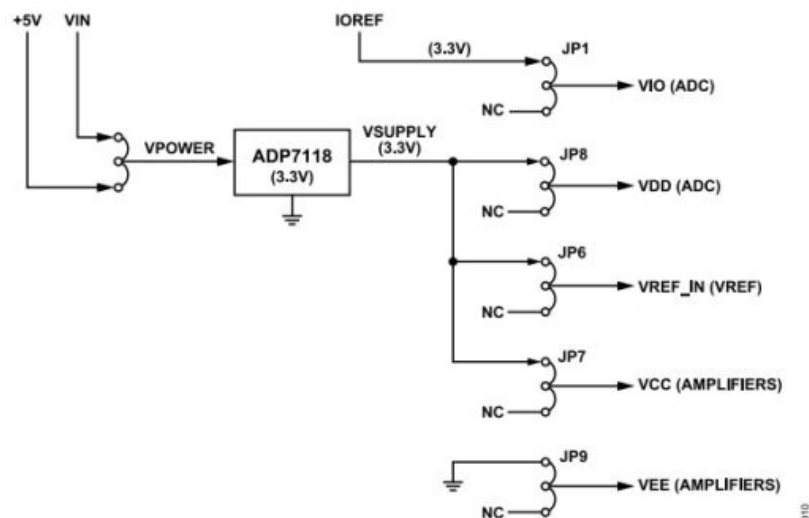 +5V VIN IOREF
(3.3V) JP1
VIO (ADC)
NC
VPOWER
ADP7118
(3.3V)
VSUPPLY
(3.3V)
JP8
VDD (ADC)
NC
JP6
VREF_IN (VREF)
NC
JP7
VCC (AMPLIFIERS)
NC
JP9
VEE (AMPLIFIERS)
NC
010